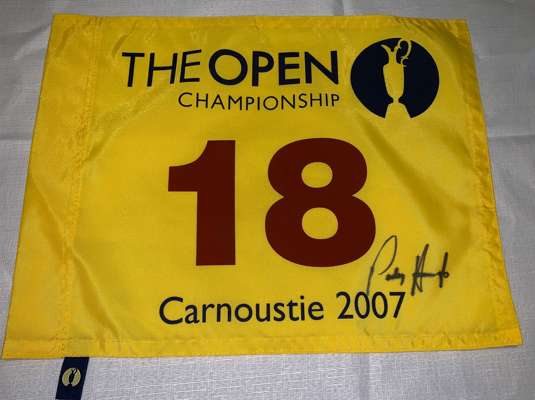 THE OPEN
CHAMPIONSHIP
18
Carnoustie 2007